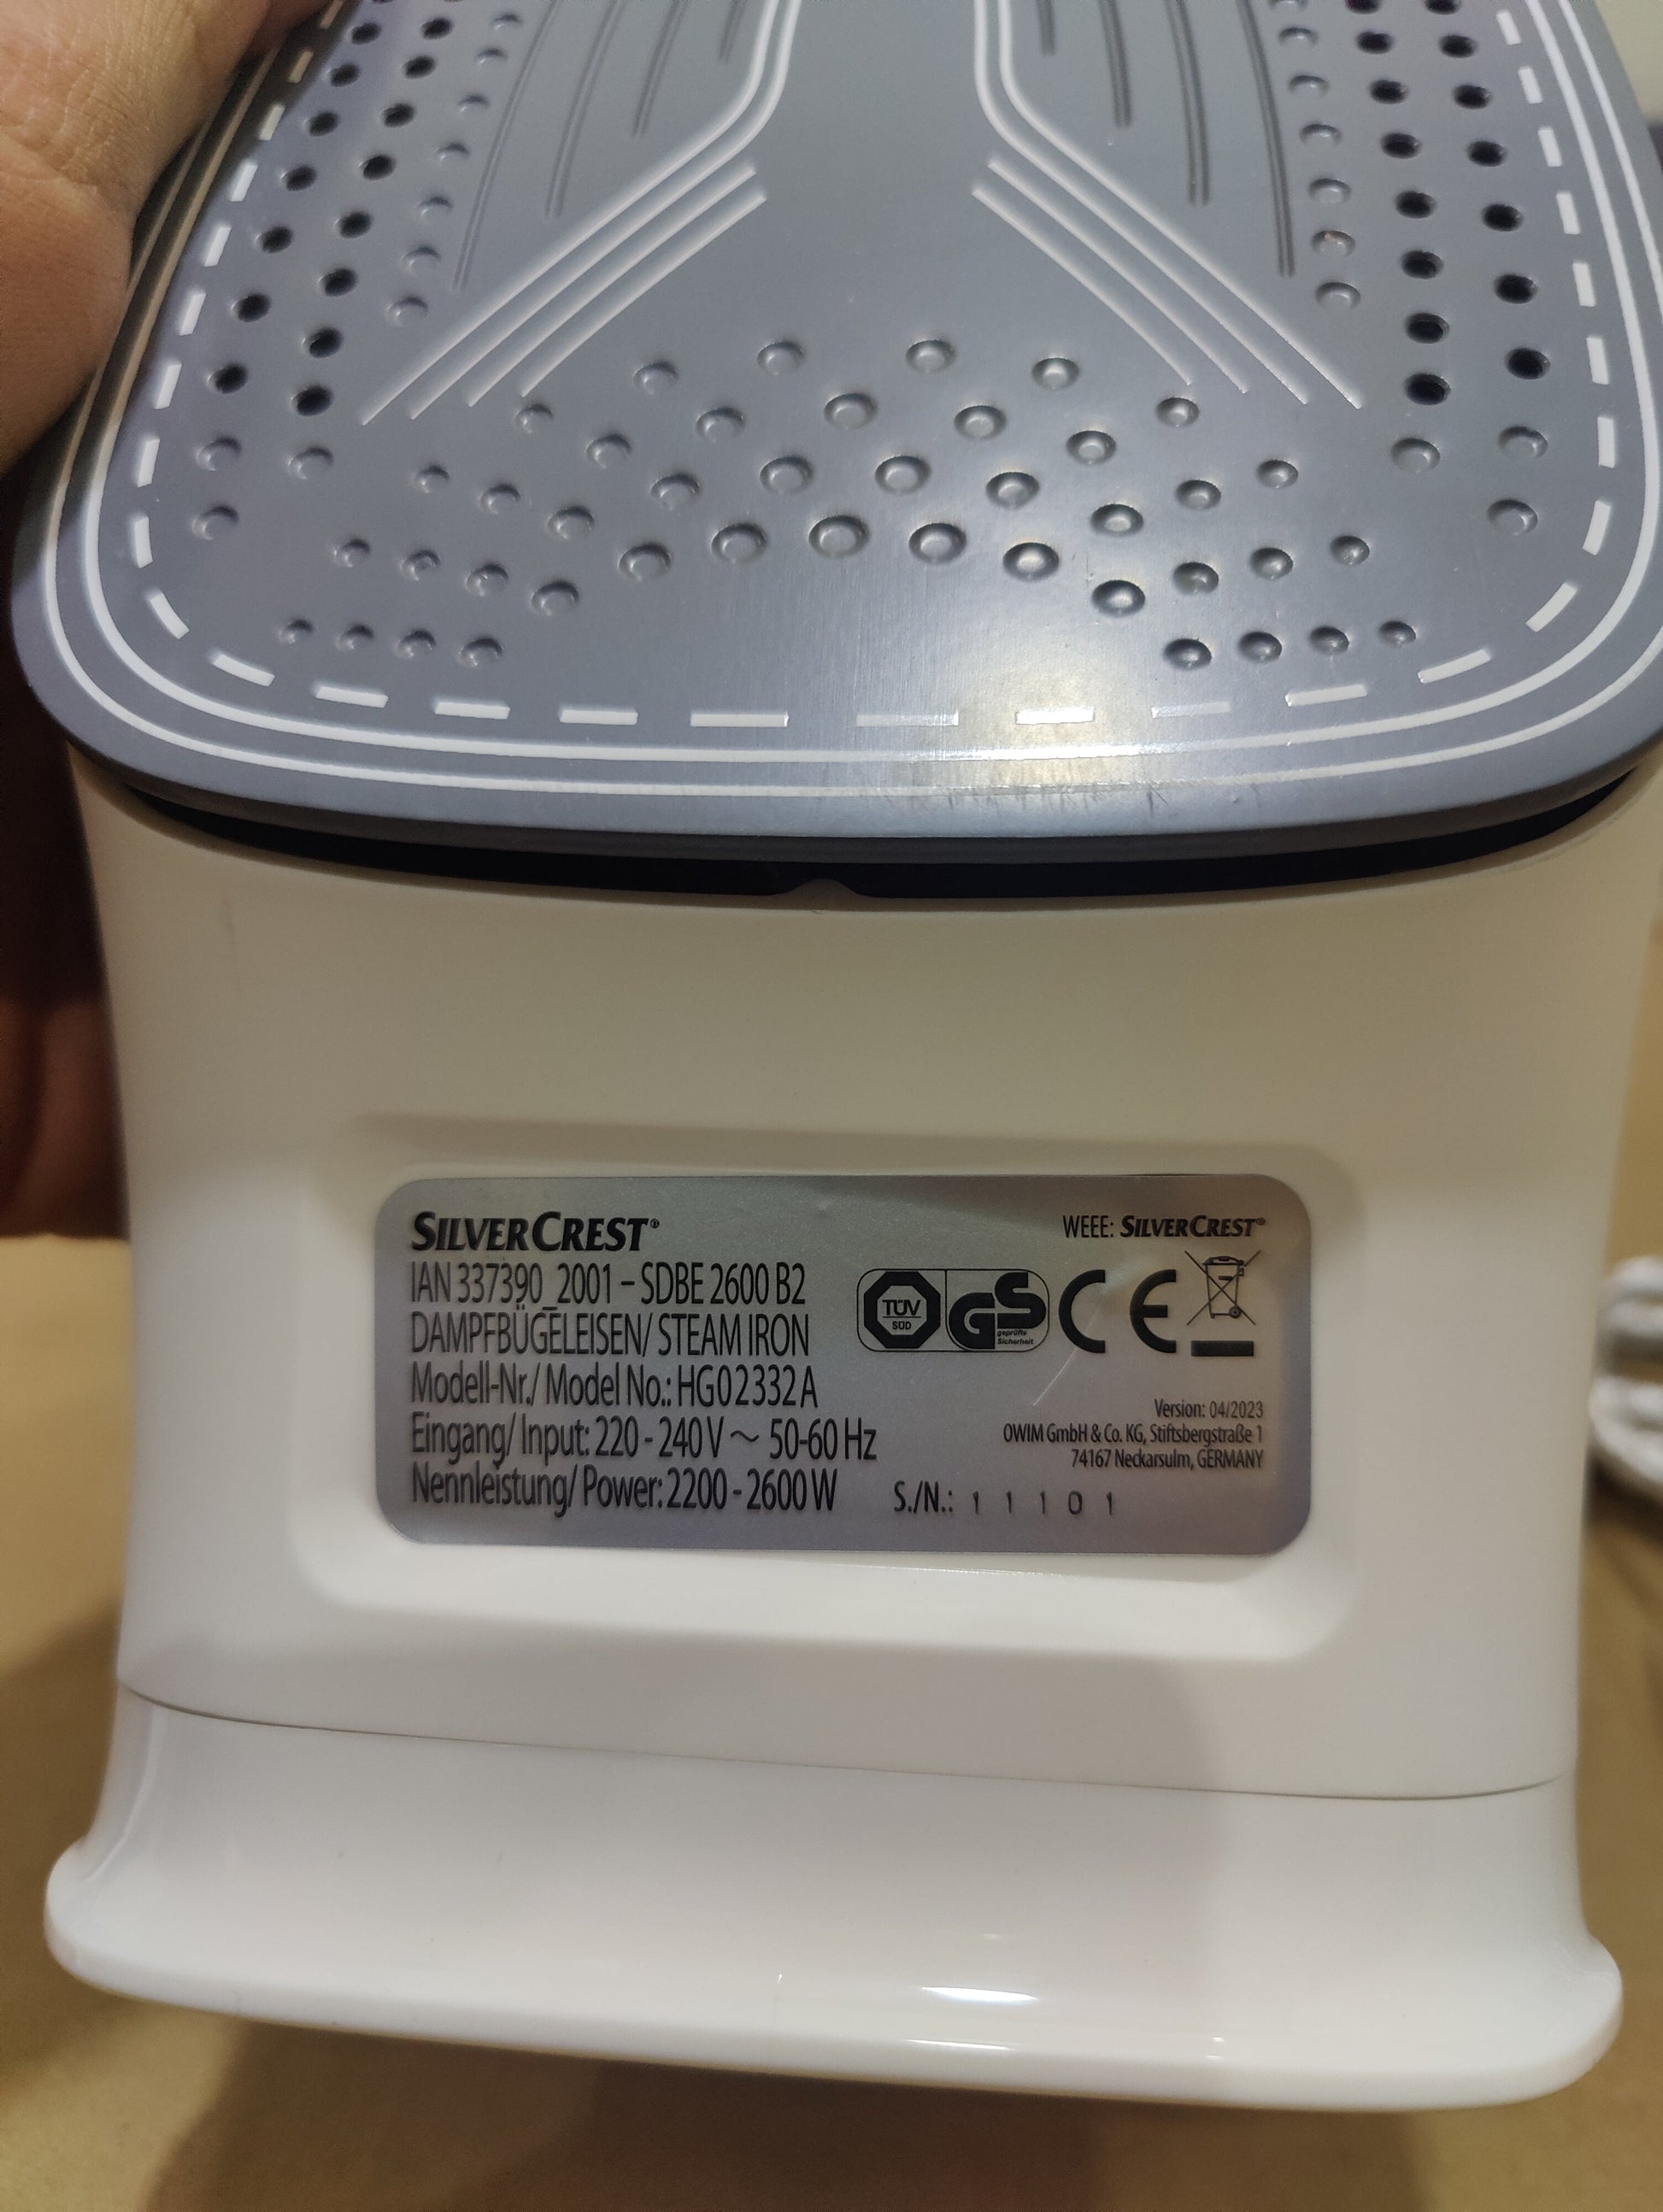 SILVERCREST®
IAN 337390_2001 – SDBE 2600 B2
DAMPFBÜGELEISEN/ STEAM IRON
Modell-Nr./ Model No.: HG02332A
Eingang/ Input: 220 - 240 V ~ 50-60 Hz
Nennleistung/ Power: 2200 - 2600 W
WEEE: SILVERCREST®
TÜV
SÜD
GS
geprüfte
Sicherheit
CE
Version: 04/2023
OWIM GmbH & Co. KG, Stiftsbergstraße 1
74167 Neckarsulm, GERMANY
S./N.: 1 1 1 0 1